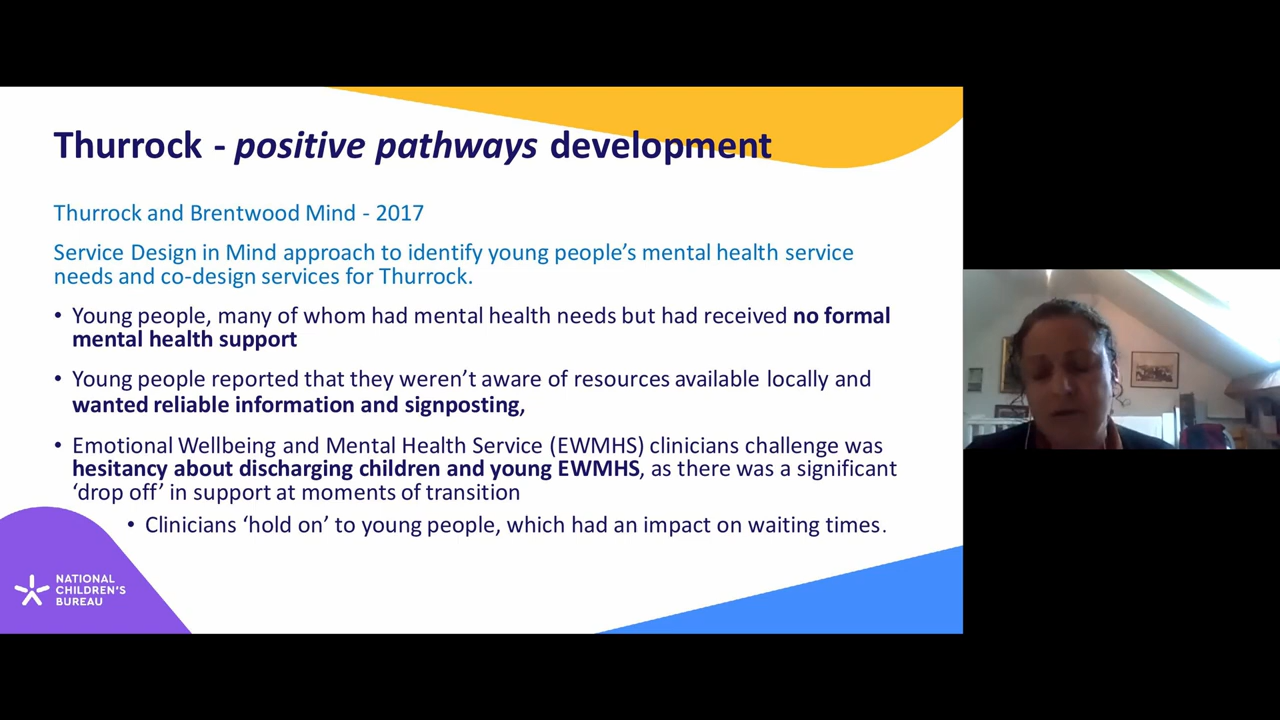 Thurrock - positive pathways development
Thurrock and Brentwood Mind - 2017
Service Design in Mind approach to identify young people's mental health service
needs and co-design services for Thurrock.
• Young people, many of whom had mental health needs but had received no formal
mental health support
• Young people reported that they weren't aware of resources available locally and
wanted reliable information and signposting,
• Emotional Wellbeing and Mental Health Service (EWMHS) clinicians challenge was
hesitancy about discharging children and young EWMHS, as there was a significant
'drop off' in support at moments of transition
• Clinicians 'hold on' to young people, which had an impact on waiting times.
NATIONAL
CHILDREN'S
BUREAU